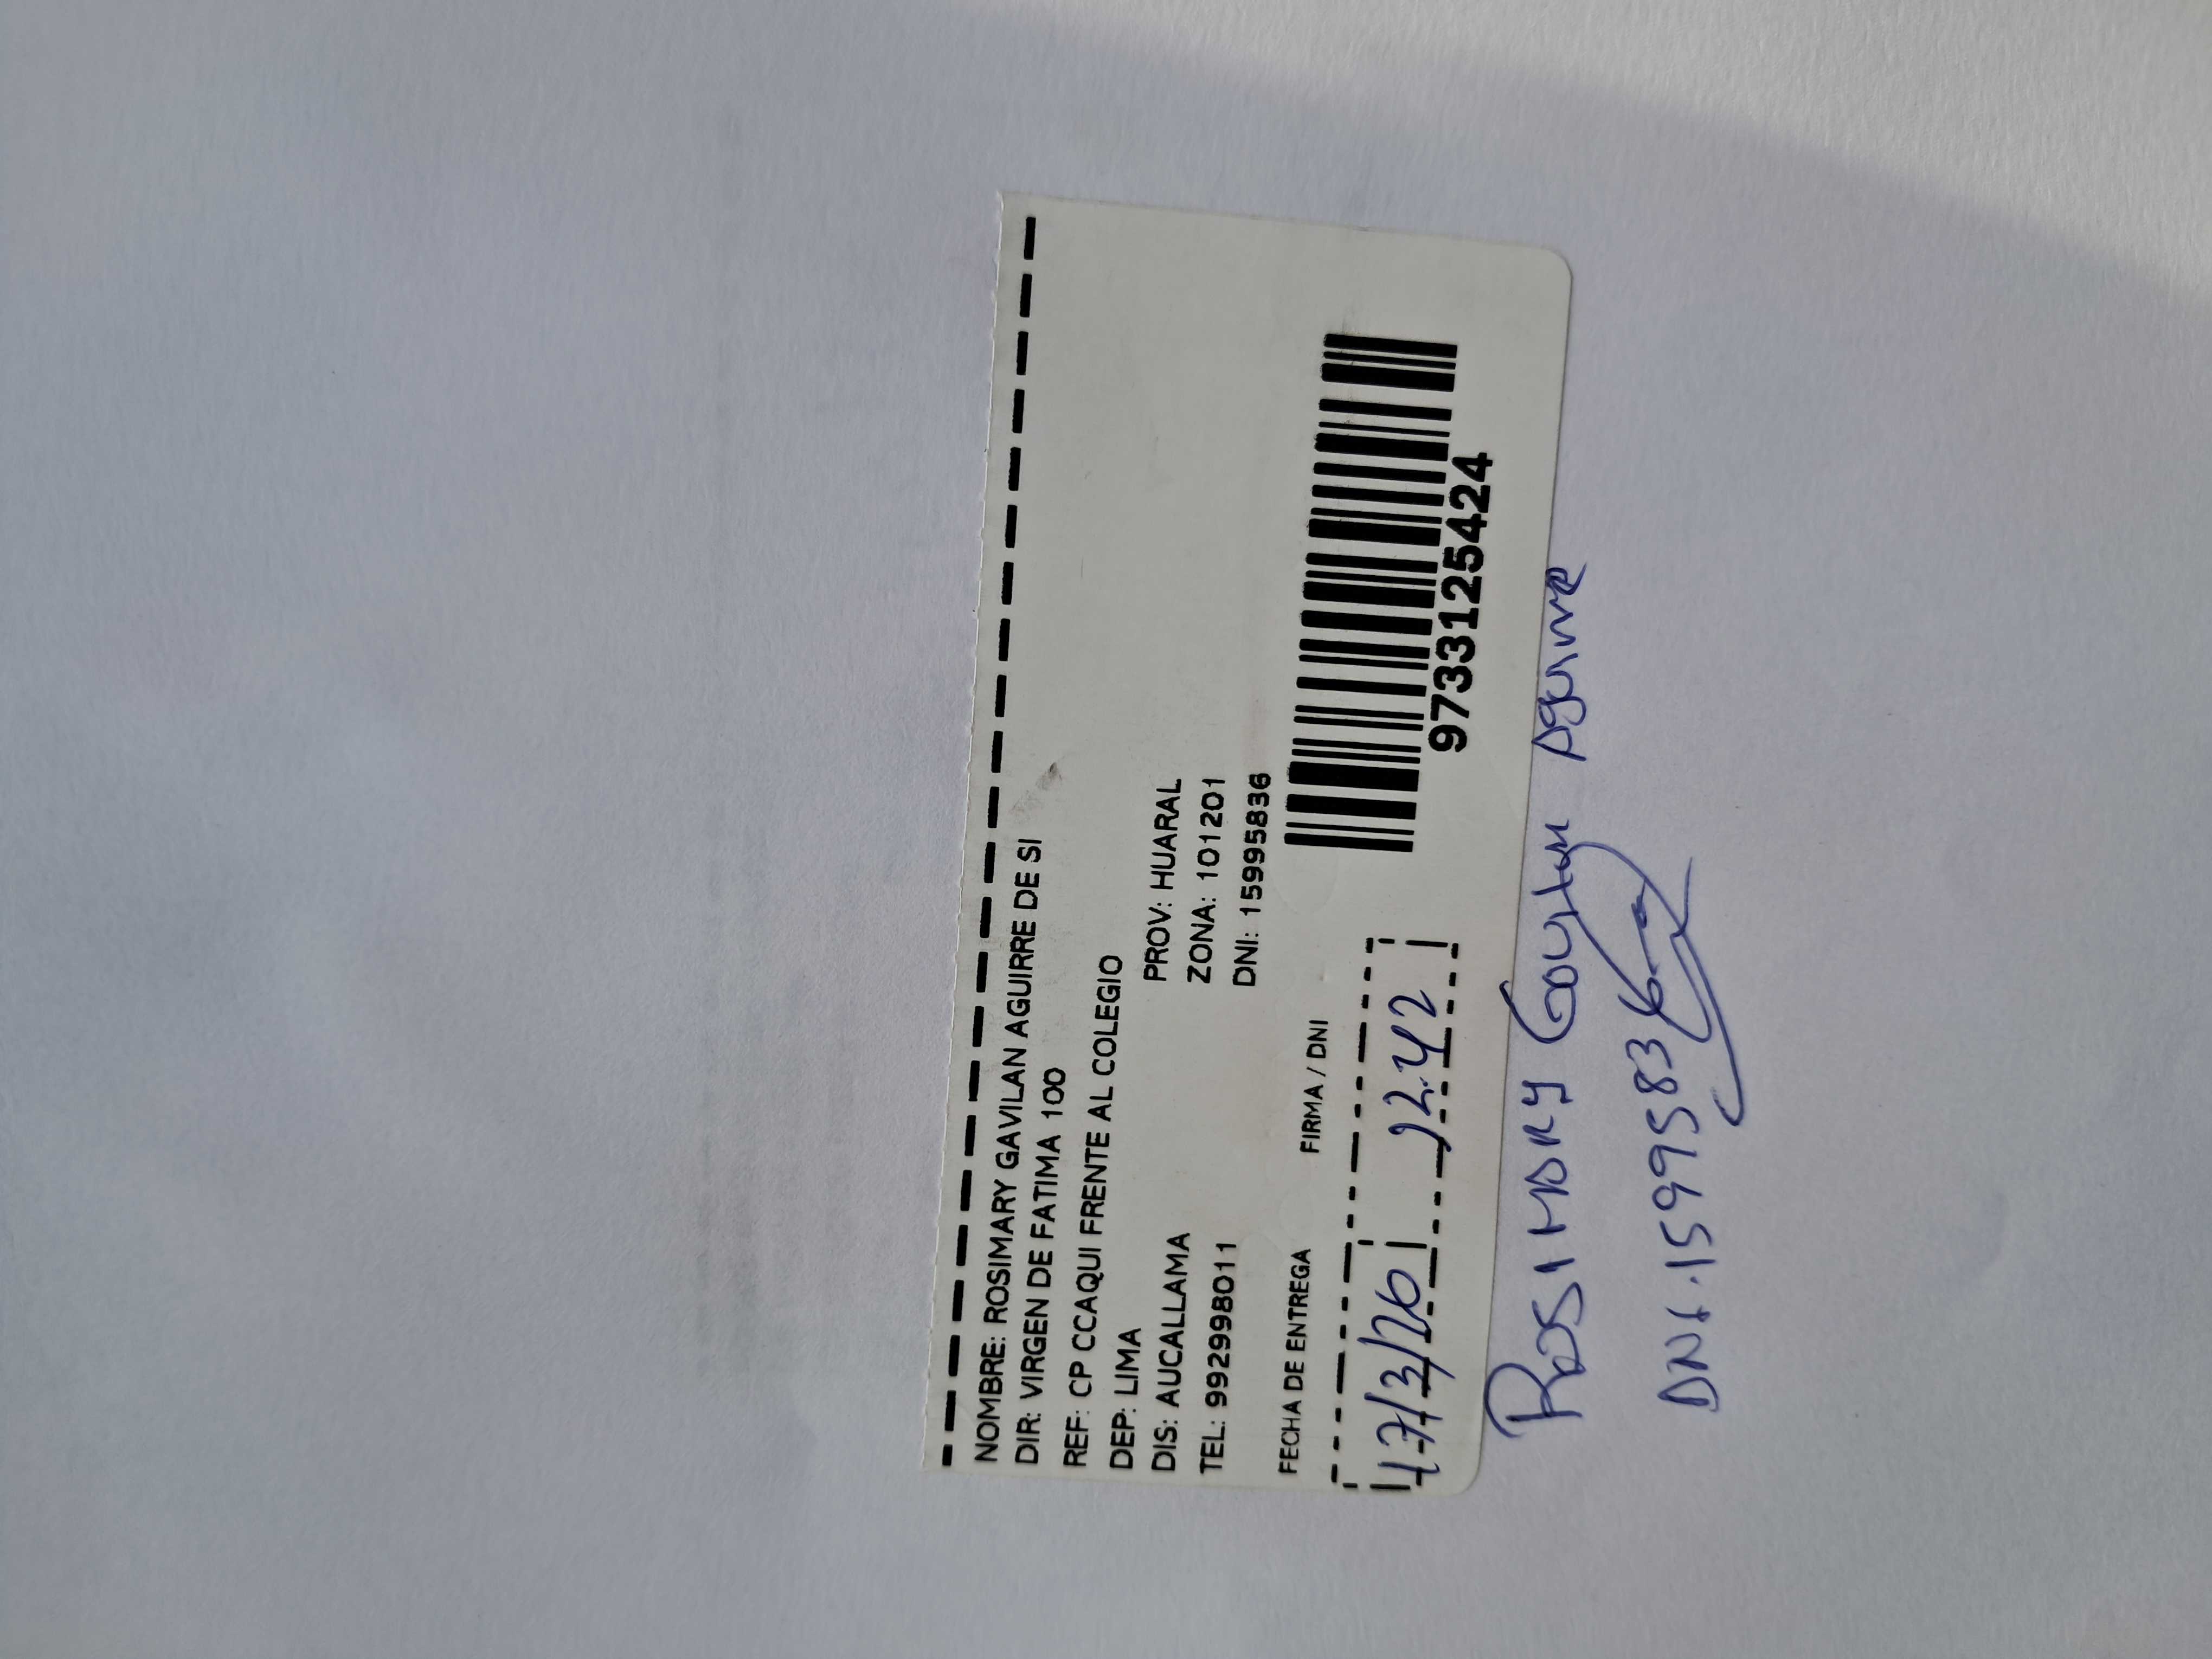 NOMBRE: ROSIMARY GAVILAN AGUIRRE DE SI
DIR: VIRGEN DE FATIMA 100
REF: CP CCAQUI FRENTE AL COLEGIO
DEP: LIMA PROV: HUARAL
DIS: AUCALLAMA ZONA: 101201
TEL: 992998011 DNI: 15995836
FECHA DE ENTREGA FIRMA / DNI
17/3/26 12:42
9733125424
Rosimary Gavilan Aguirre
DNI. 15995836